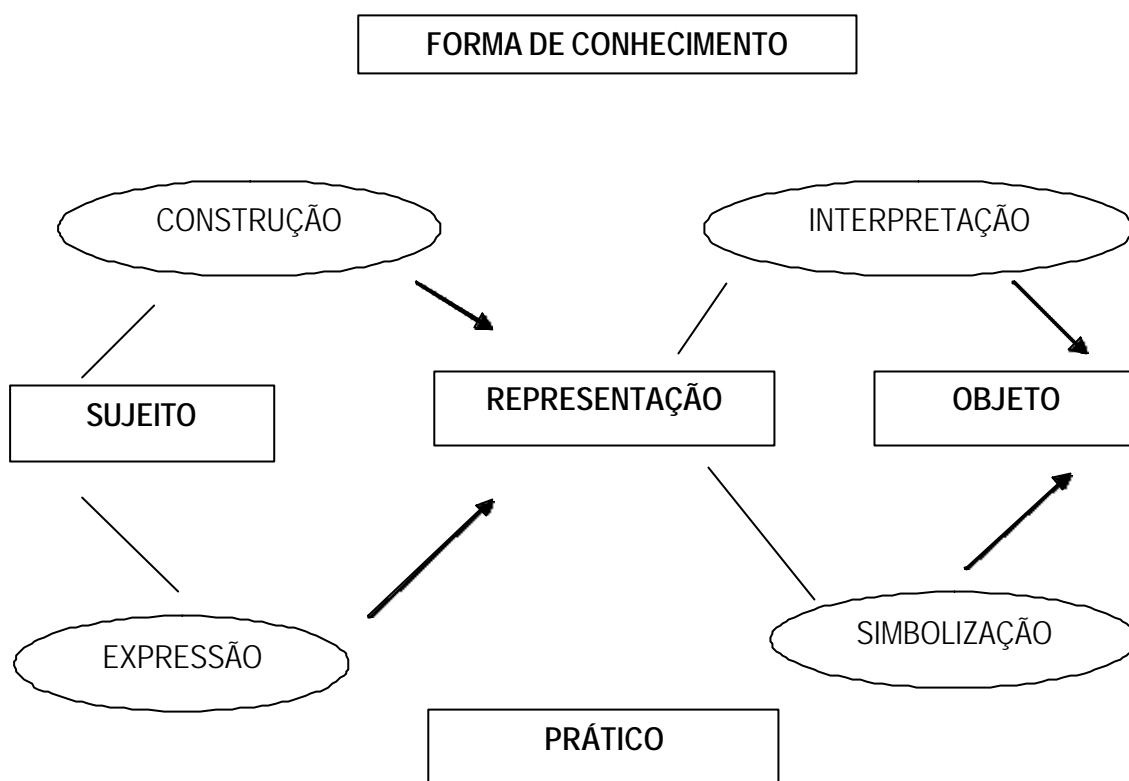 FORMA DE CONHECIMENTO
CONSTRUÇÃO
INTERPRETAÇÃO
SUJEITO
REPRESENTAÇÃO
OBJETO
EXPRESSÃO
SIMBOLIZAÇÃO
PRÁTICO